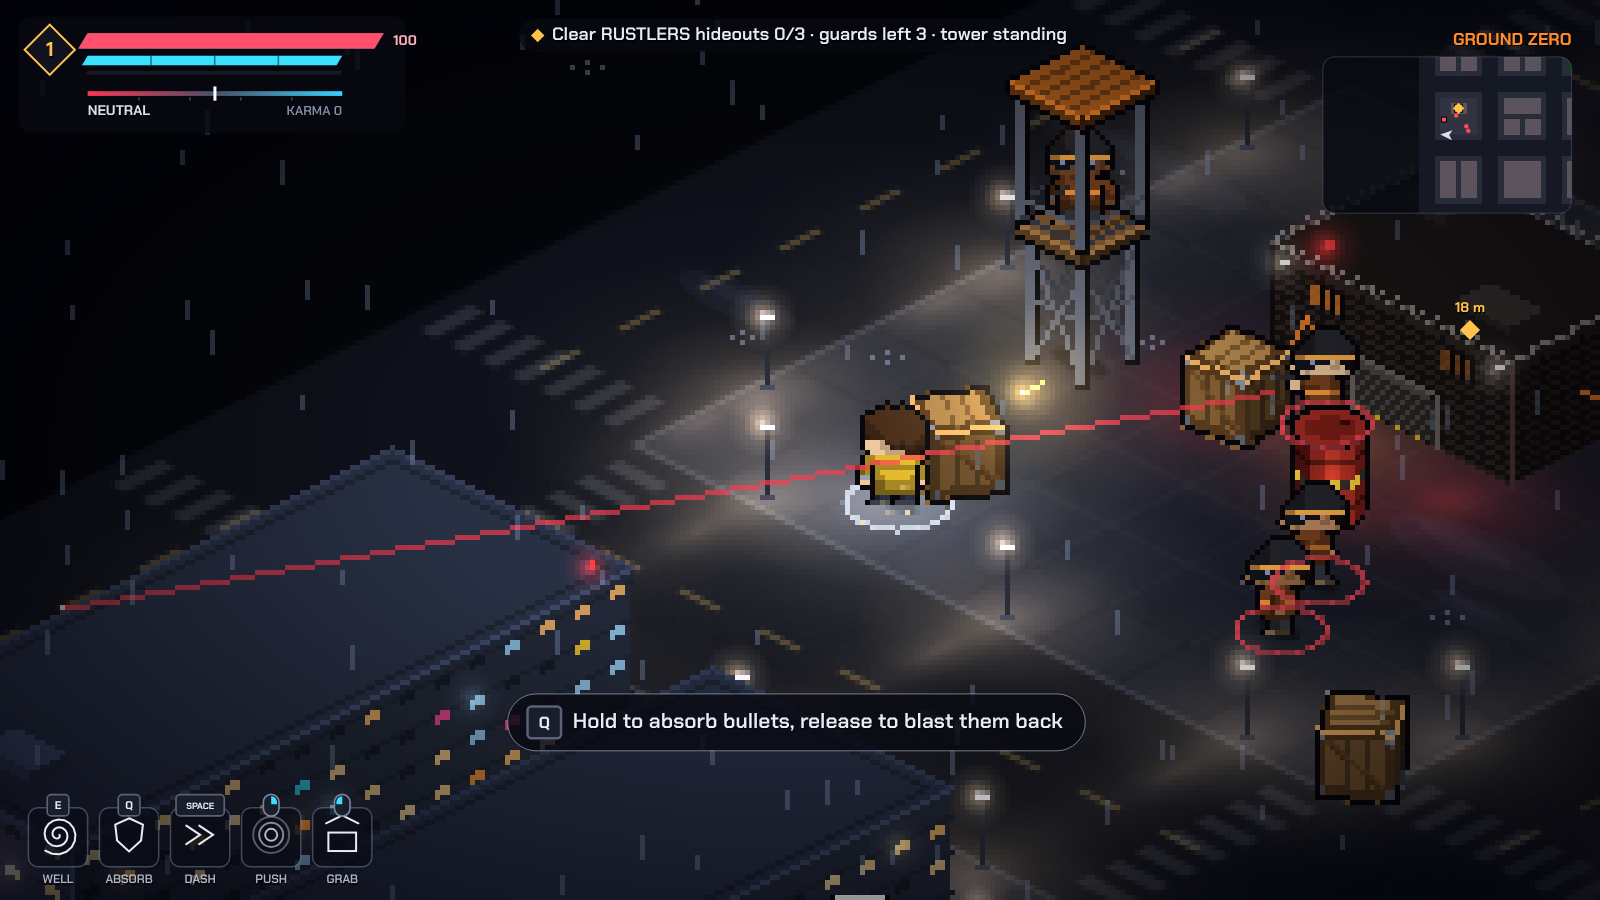 1
100
NEUTRAL
KARMA 0
Clear RUSTLERS hideouts 0/3 · guards left 3 · tower standing
GROUND ZERO
18 m
Q Hold to absorb bullets, release to blast them back
E
Q
SPACE
WELL
ABSORB
DASH
PUSH
GRAB